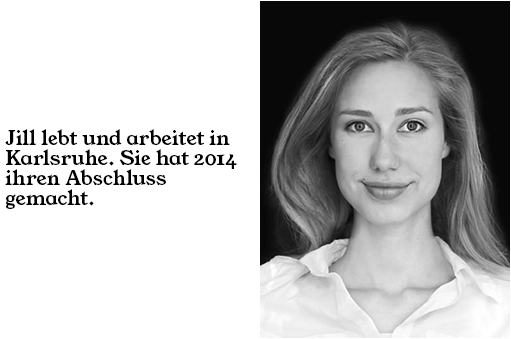 Jill lebt und arbeitet in
Karlsruhe. Sie hat 2014
ihren Abschluss
gemacht.